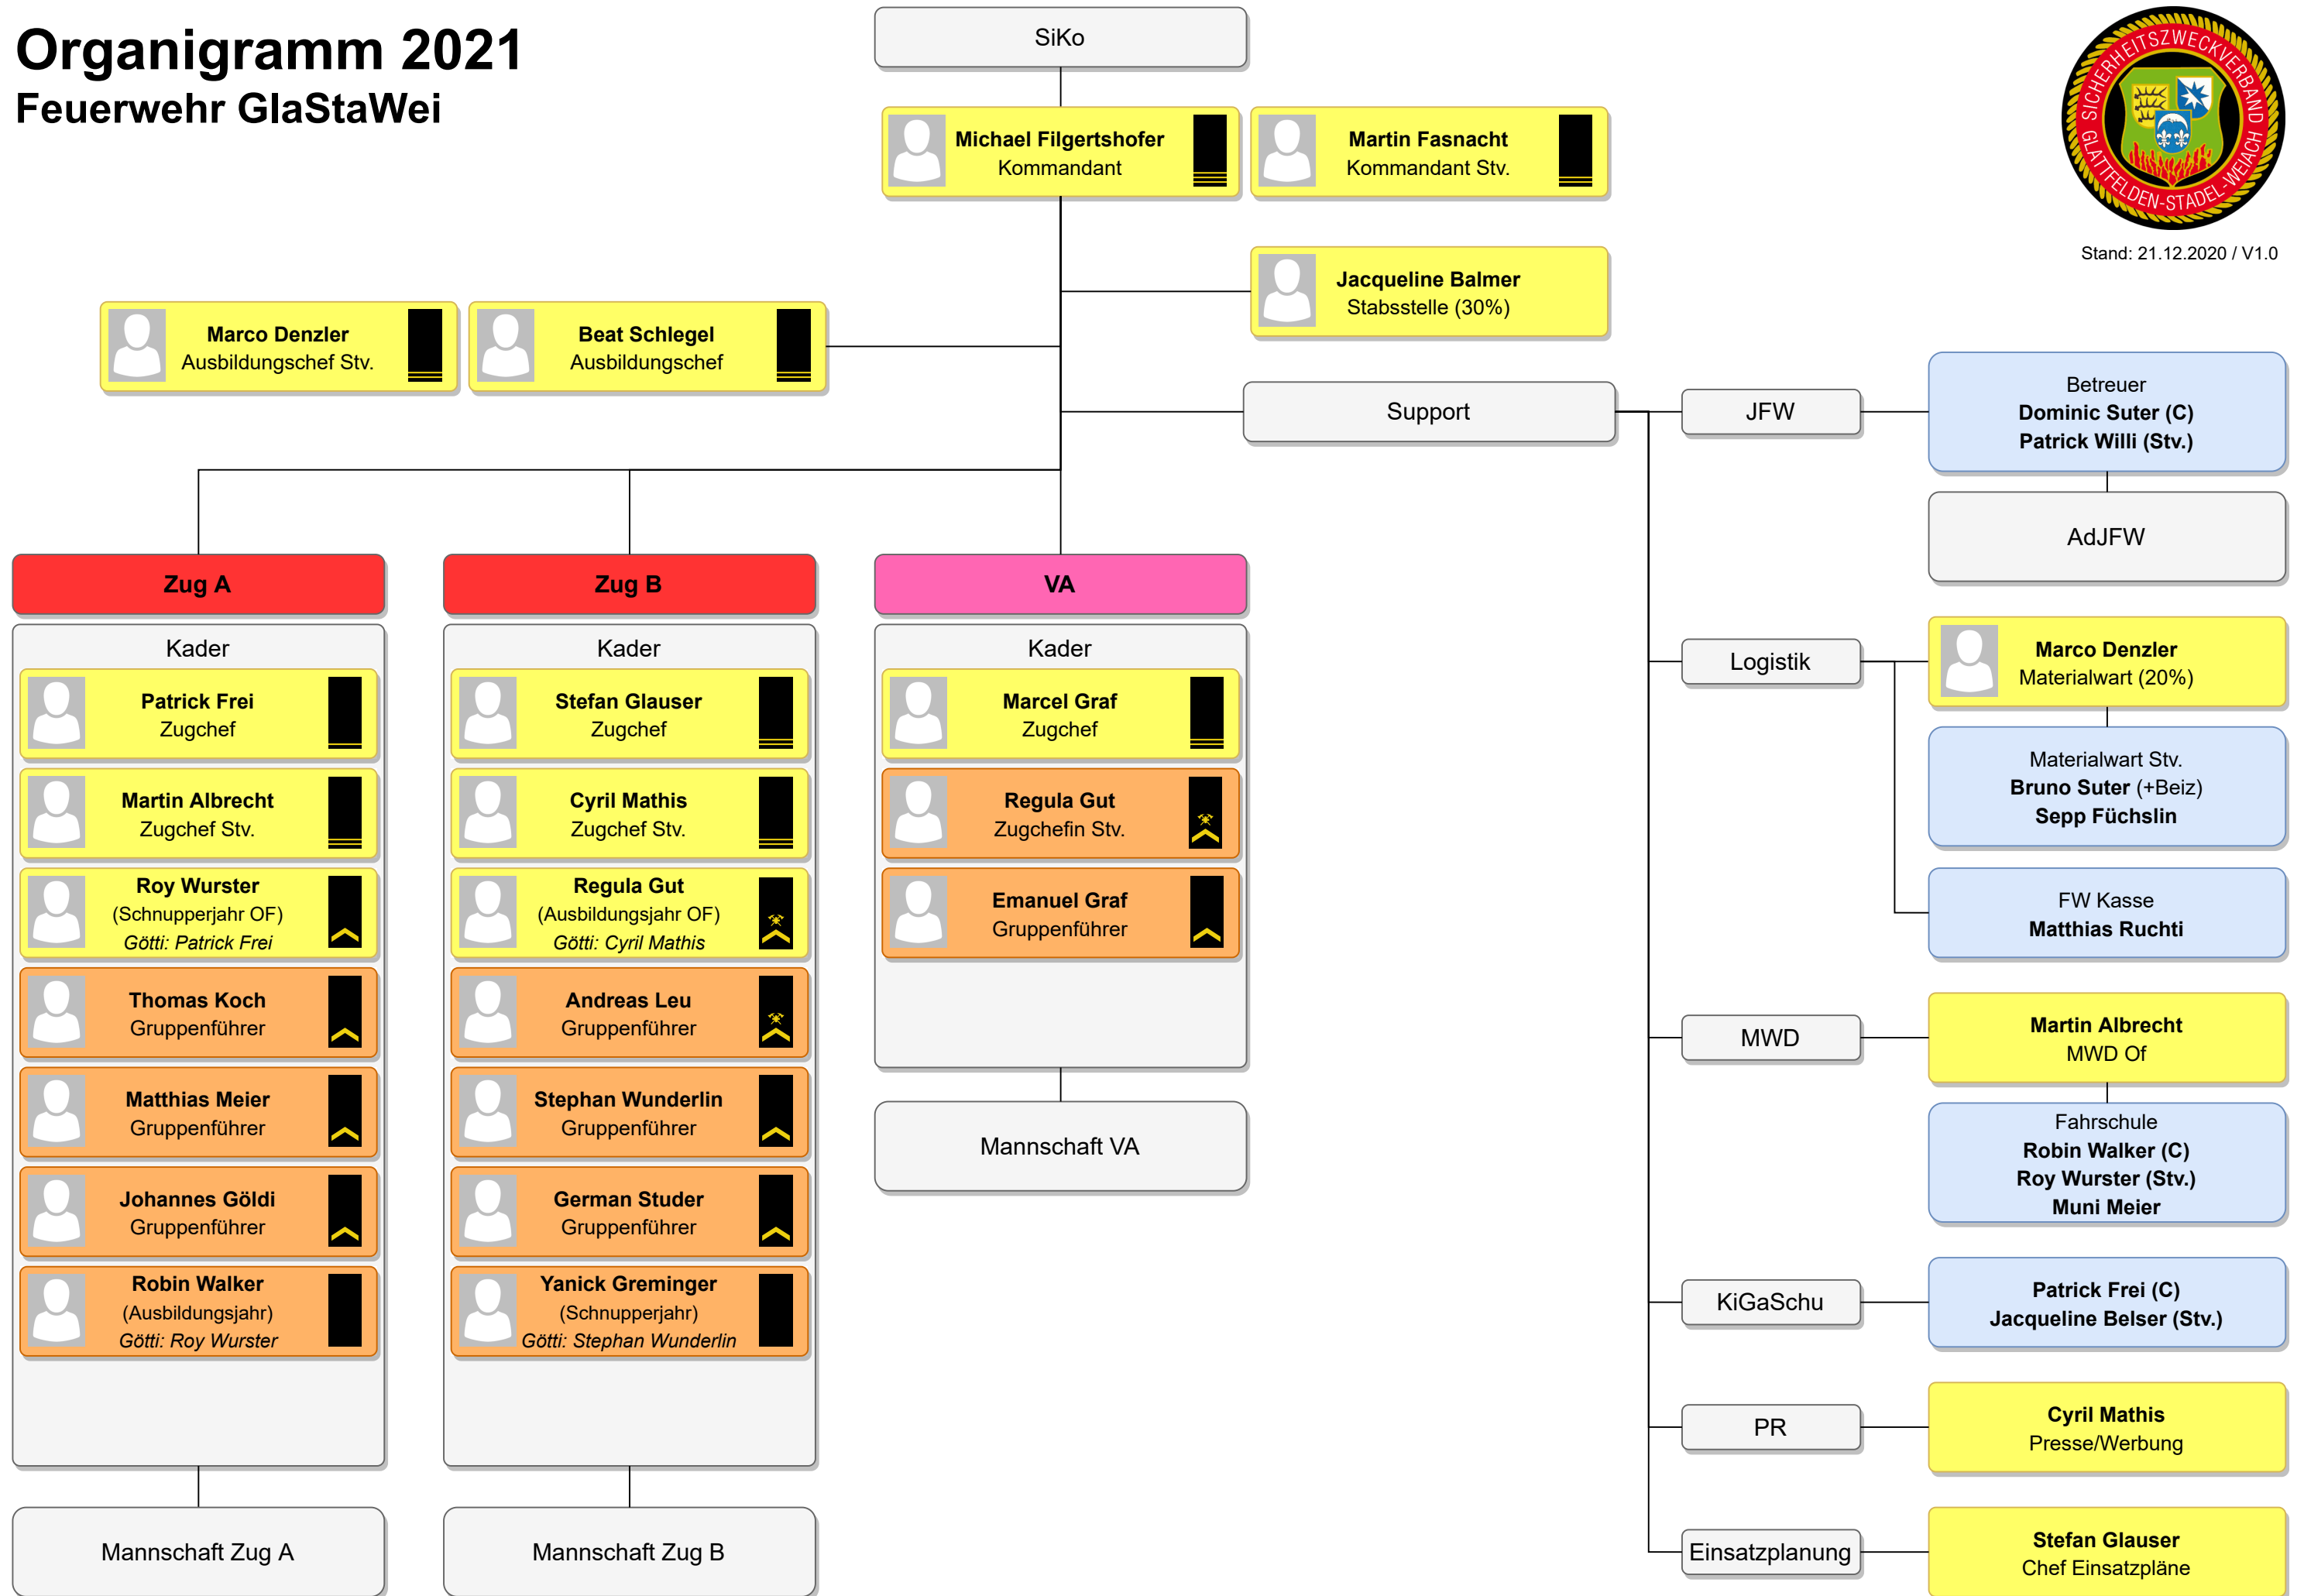 Organigramm 2021
Feuerwehr GlaStaWei
SiKo
Michael Filgertshofer
Kommandant
Martin Fasnacht
Kommandant Stv.
SICHERHEITSZWECKVERBAND
GLATTFELDEN-STADEL-WEIACH
Stand: 21.12.2020 / V1.0
Jacqueline Balmer
Stabsstelle (30%)
Marco Denzler
Ausbildungschef Stv.
Beat Schlegel
Ausbildungschef
Support
JFW
Betreuer
Dominic Suter (C)
Patrick Willi (Stv.)
AdJFW
Zug A
Kader
Patrick Frei
Zugchef
Martin Albrecht
Zugchef Stv.
Roy Wurster
(Schnupperjahr OF)
Götti: Patrick Frei
Thomas Koch
Gruppenführer
Matthias Meier
Gruppenführer
Johannes Göldi
Gruppenführer
Robin Walker
(Ausbildungsjahr)
Götti: Roy Wurster
Mannschaft Zug A
Zug B
Kader
Stefan Glauser
Zugchef
Cyril Mathis
Zugchef Stv.
Regula Gut
(Ausbildungsjahr OF)
Götti: Cyril Mathis
Andreas Leu
Gruppenführer
Stephan Wunderlin
Gruppenführer
German Studer
Gruppenführer
Yanick Greminger
(Schnupperjahr)
Götti: Stephan Wunderlin
Mannschaft Zug B
VA
Kader
Marcel Graf
Zugchef
Regula Gut
Zugchefin Stv.
Emanuel Graf
Gruppenführer
Mannschaft VA
Logistik
Marco Denzler
Materialwart (20%)
Materialwart Stv.
Bruno Suter (+Beiz)
Sepp Füchslin
FW Kasse
Matthias Ruchti
MWD
Martin Albrecht
MWD Of
Fahrschule
Robin Walker (C)
Roy Wurster (Stv.)
Muni Meier
KiGaSchu
Patrick Frei (C)
Jacqueline Belser (Stv.)
PR
Cyril Mathis
Presse/Werbung
Einsatzplanung
Stefan Glauser
Chef Einsatzpläne